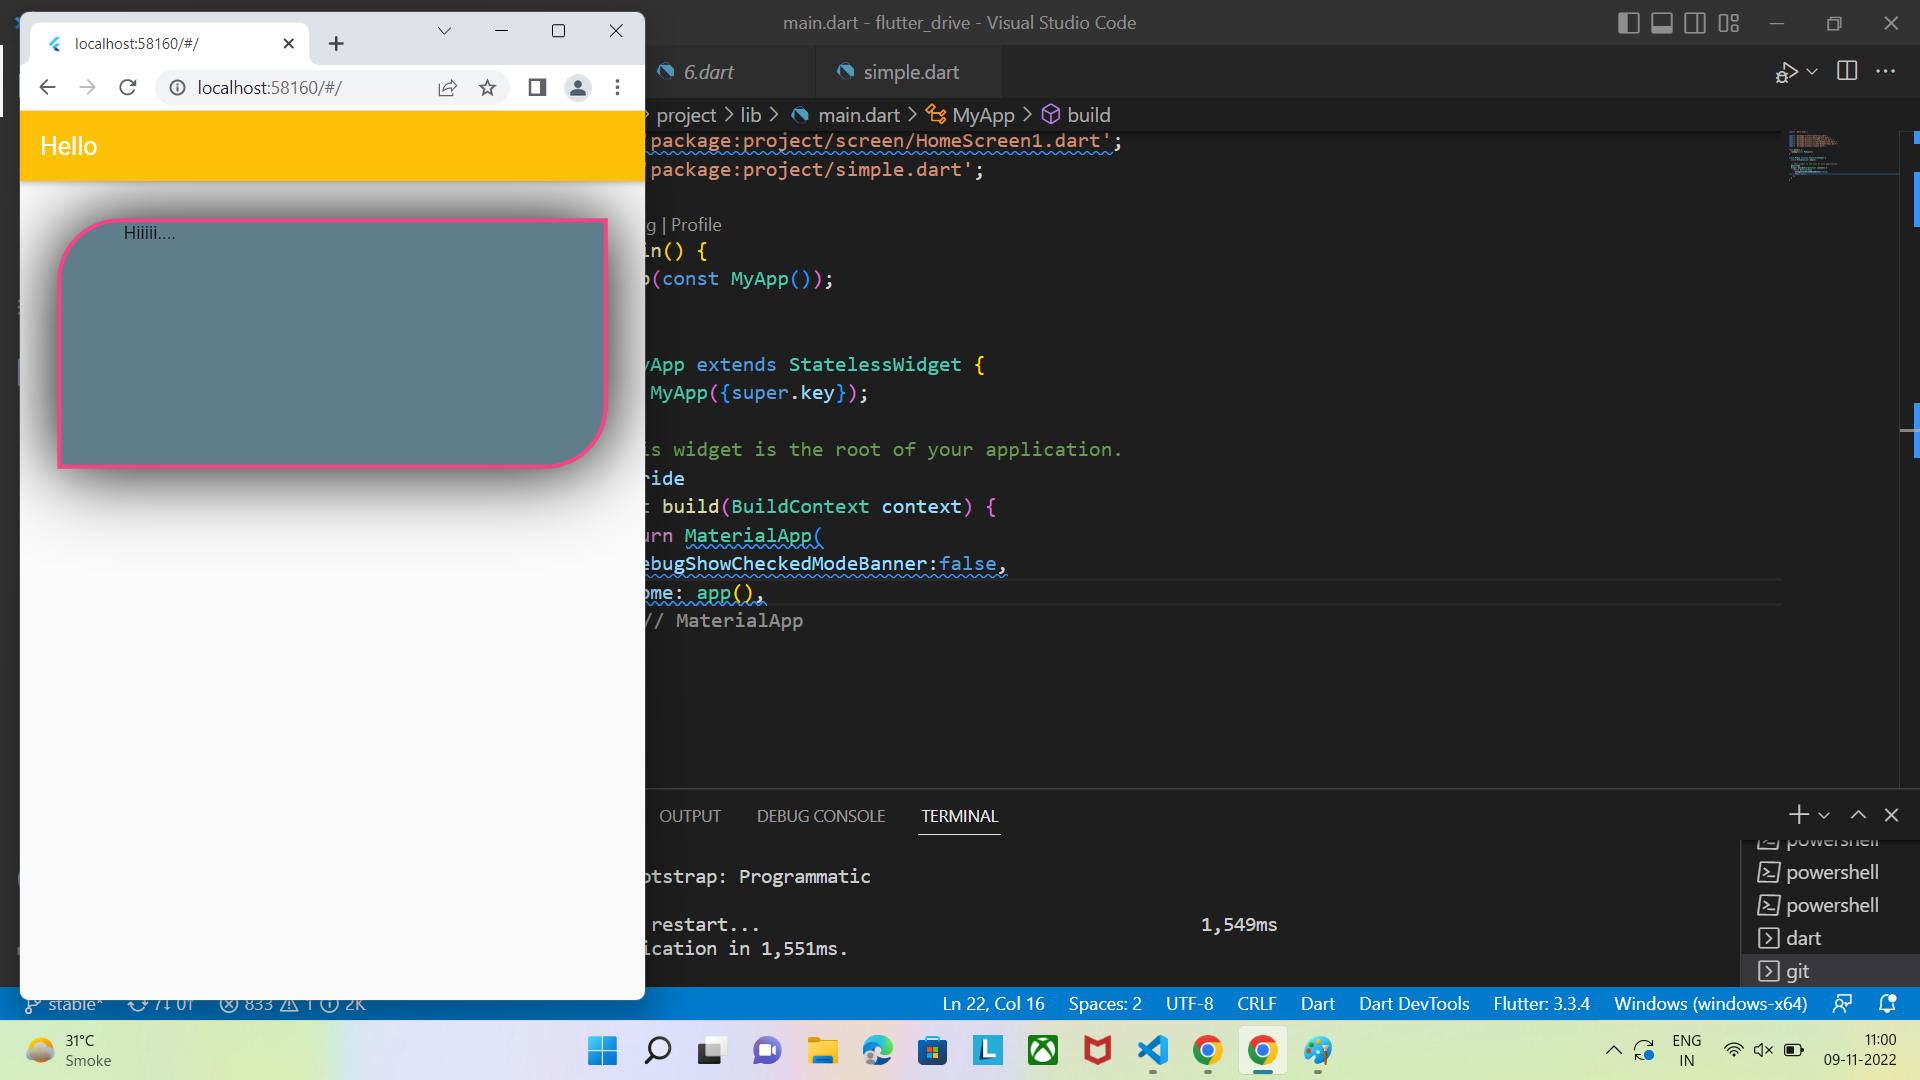 main.dart - flutter_drive - Visual Studio Code
localhost:58160/#/
6.dart
simple.dart
localhost:58160/#/
project > lib > main.dart > MyApp > build
Hello
'package:project/screen/HomeScreen1.dart';
'package:project/simple.dart';
Hiiiii....
g | Profile
in() {
p(const MyApp());
yApp extends StatelessWidget {
MyApp({super.key});
is widget is the root of your application.
ride
t build(BuildContext context) {
urn MaterialApp(
ebugShowCheckedModeBanner:false,
ome: app(),
// MaterialApp
OUTPUT
DEBUG CONSOLE
TERMINAL
powershell
otstrap: Programmatic
powershell
powershell
restart... 1,549ms
dart
ication in 1,551ms.
git
stable* 7↓ 0↑ 833 1 2K
Ln 22, Col 16 Spaces: 2 UTF-8 CRLF Dart Dart DevTools Flutter: 3.3.4 Windows (windows-x64)
31°C
Smoke
ENG
IN
11:00
09-11-2022